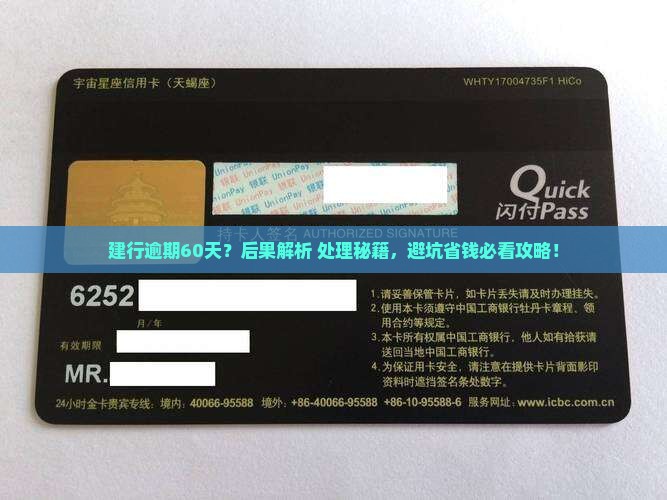 宇宙星座信用卡（天蝎座）
WHTY17004735F1 HiCo
UnionPay 银联 UnionPay 银联
Quick
闪付Pass
持卡人签名 AUTHORIZED SIGNATURE
建行逾期60天？后果解析 处理秘籍，避坑省钱必看攻略！
6252
月/年
有效期限
MR.
1.请妥善保管卡片，如卡片丢失请及时办理挂失。
2.使用本卡须遵守中国工商银行牡丹卡章程、领
用合约等规定。
3.本卡所有权属中国工商银行，他人如有拾获请
送回当地中国工商银行。
4.为保证用卡安全，请注意在提供卡片背面影印
资料时遮挡签名条处数字。
24小时金卡贵宾专线：境内：40066-95588 境外：+86-40066-95588 +86-10-95588-6 服务网址：www.icbc.com.cn